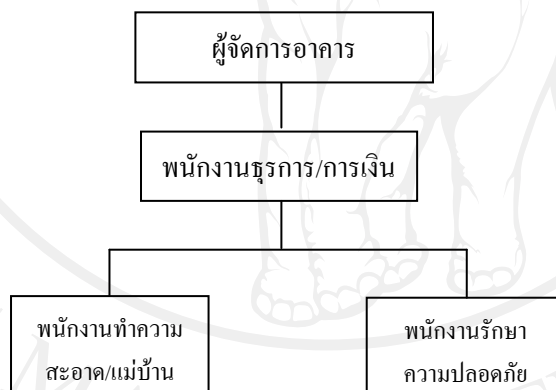 ผู้จัดการอาคาร
พนักงานธุรการ/การเงิน
พนักงานทำความ
สะอาด/แม่บ้าน
พนักงานรักษา
ความปลอดภัย